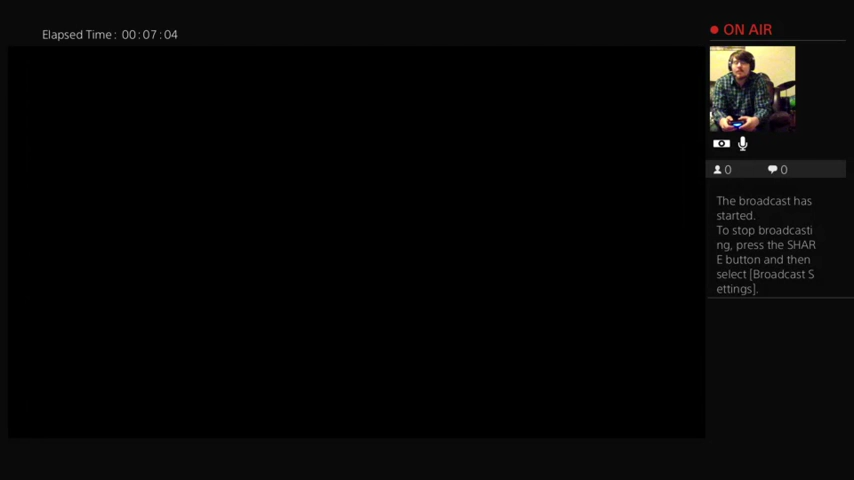 Elapsed Time: 00:07:04
ON AIR
0 0
The broadcast has
started.
To stop broadcasti
ng, press the SHAR
E button and then
select [Broadcast S
ettings].